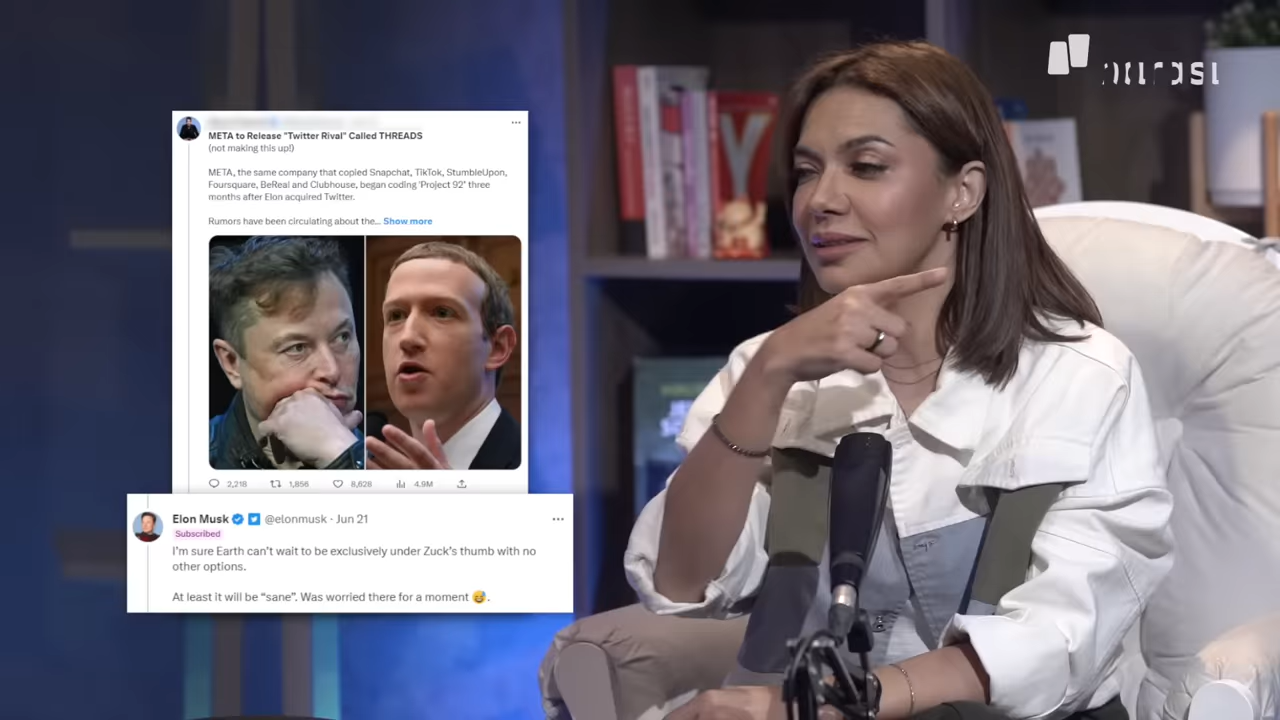 META to Release "Twitter Rival" Called THREADS
(not making this up!)
META, the same company that copied Snapchat, TikTok, StumbleUpon,
Foursquare, BeReal and Clubhouse, began coding 'Project 92' three
months after Elon acquired Twitter.
Rumors have been circulating about the... Show more
2,218 1,856 8,628 4.9M
Elon Musk @elonmusk · Jun 21
Subscribed
I'm sure Earth can't wait to be exclusively under Zuck's thumb with no
other options.
At least it will be “sane”. Was worried there for a moment 😅.